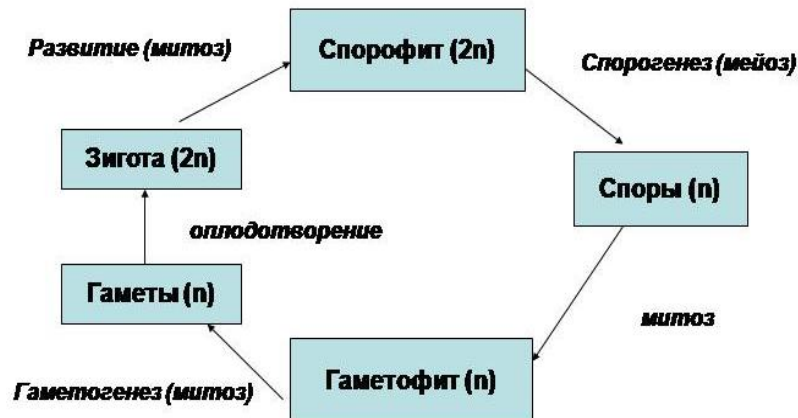 Развитие (митоз)
Спорофит (2n)
Спорогенез (мейоз)
Зигота (2n)
Споры (n)
оплодотворение
Гаметы (n)
митоз
Гаметофит (n)
Гаметогенез (митоз)